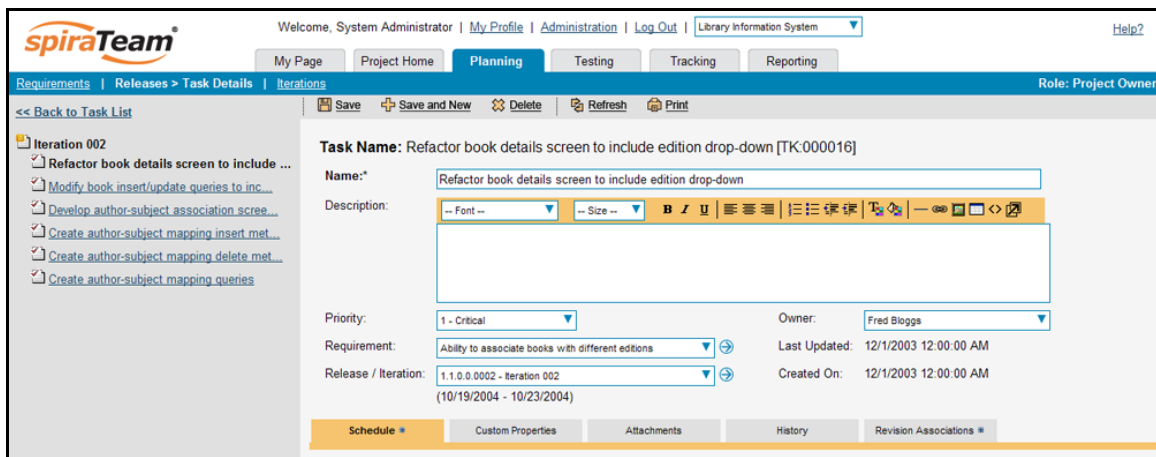 spiraTeam®
Welcome, System Administrator | My Profile | Administration | Log Out | Library Information System
Help?
My Page Project Home Planning Testing Tracking Reporting
Requirements | Releases > Task Details | Iterations
Role: Project Owner
<< Back to Task List
Save Save and New Delete Refresh Print
Iteration 002
Refactor book details screen to include ...
Modify book insert/update queries to inc...
Develop author-subject association scree...
Create author-subject mapping insert met...
Create author-subject mapping delete met...
Create author-subject mapping queries
Task Name: Refactor book details screen to include edition drop-down [TK:000016]
Name:* Refactor book details screen to include edition drop-down
Description: -- Font -- -- Size -- B I U
Priority: 1 - Critical Owner: Fred Bloggs
Requirement: Ability to associate books with different editions Last Updated: 12/1/2003 12:00:00 AM
Release / Iteration: 1.1.0.0.0002 - Iteration 002 Created On: 12/1/2003 12:00:00 AM
(10/19/2004 - 10/23/2004)
Schedule Custom Properties Attachments History Revision Associations